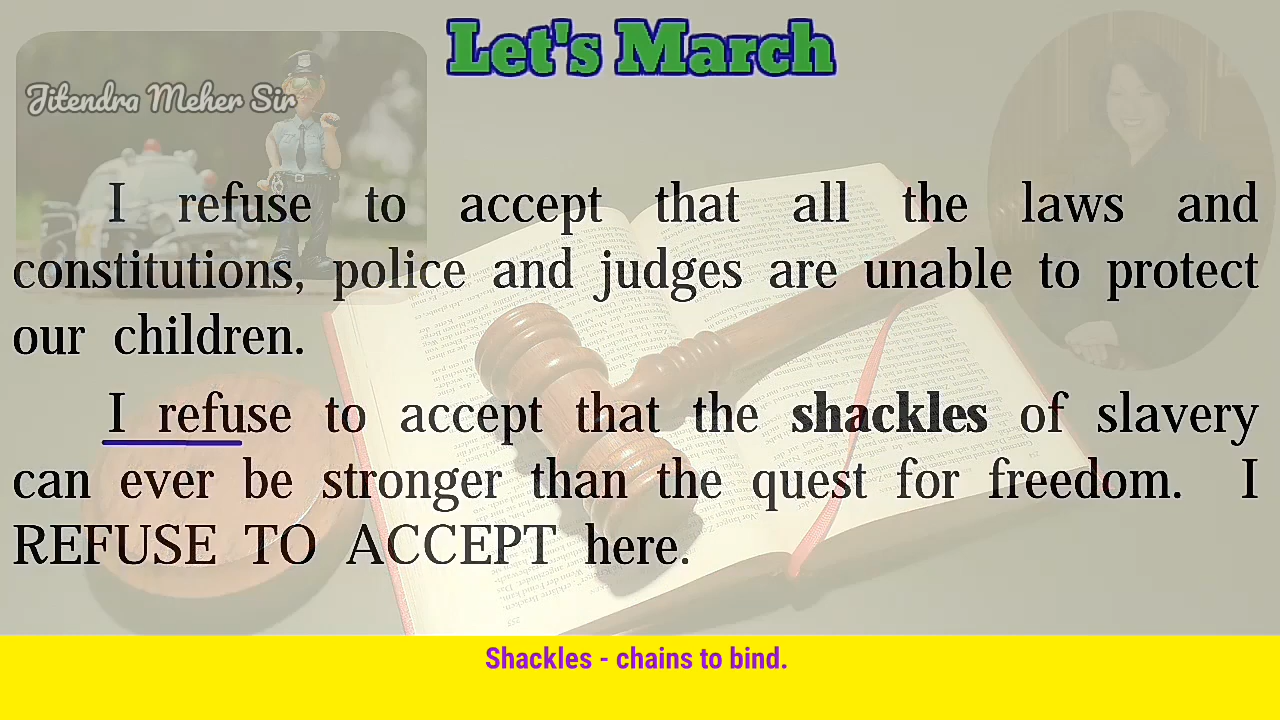 Let's March
Jitendra Meher Sir
I refuse to accept that all the laws and
constitutions, police and judges are unable to protect
our children.
I refuse to accept that the shackles of slavery
can ever be stronger than the quest for freedom. I
REFUSE TO ACCEPT here.
Shackles - chains to bind.